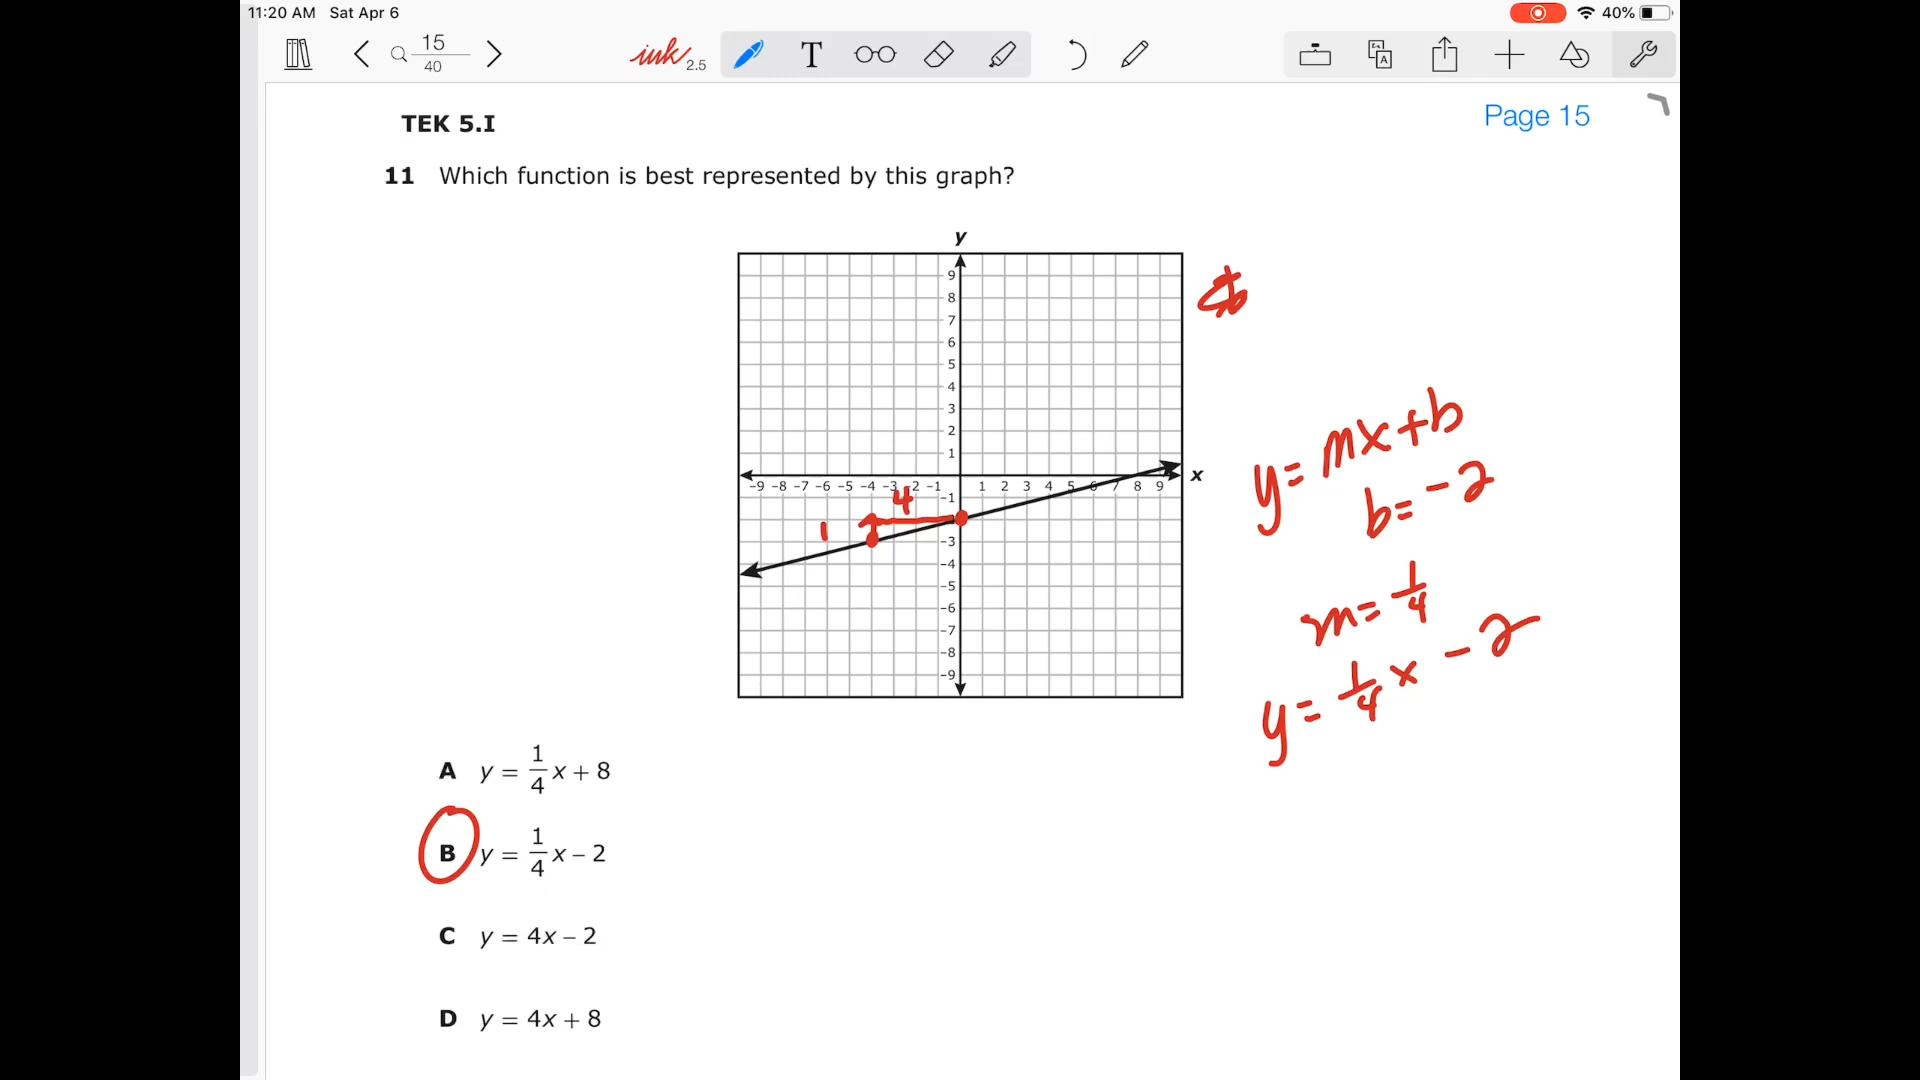 11:20 AM Sat Apr 6
40%
15
40
ink 2.5
T
A
Page 15
TEK 5.I
11 Which function is best represented by this graph?
y
9
8
7
6
5
4
3
2
1
-9 -8 -7 -6 -5 -4 -3 -2 -1 1 2 3 4 5 6 7 8 9 x
-1
-3
-4
-5
-6
-7
-8
-9
4
1
y = mx + b
b = -2
m = 1/4
y = 1/4 x - 2
A y = 1/4 x + 8
B y = 1/4 x – 2
C y = 4x – 2
D y = 4x + 8